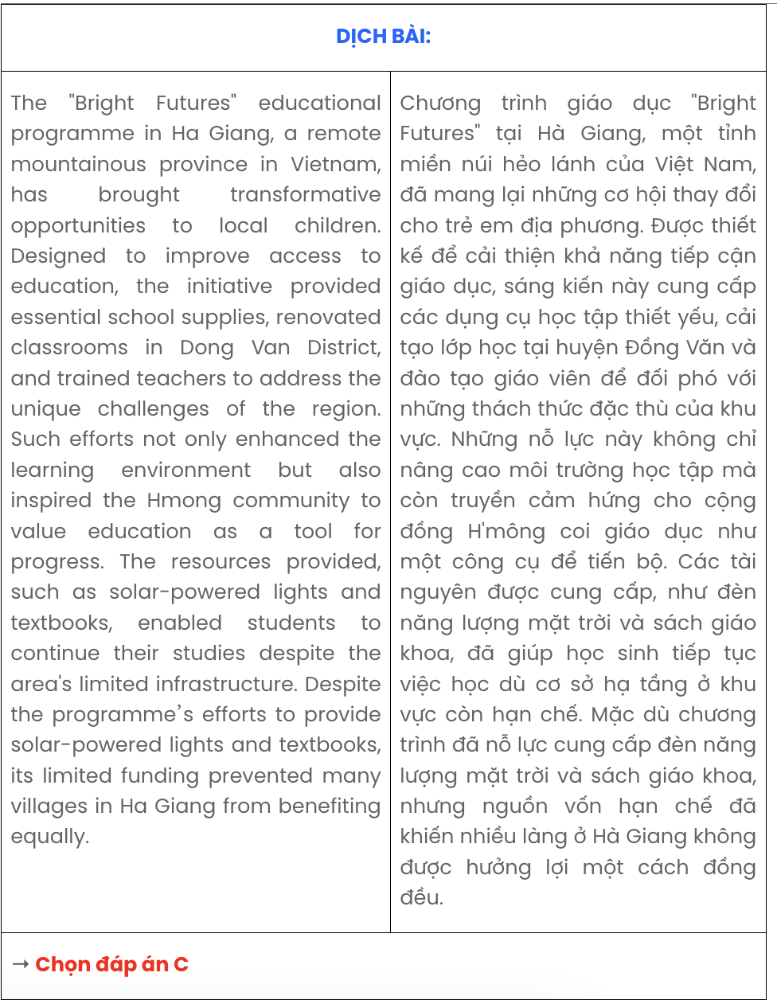 DỊCH BÀI:
The "Bright Futures" educational
programme in Ha Giang, a remote
mountainous province in Vietnam,
has brought transformative
opportunities to local children.
Designed to improve access to
education, the initiative provided
essential school supplies, renovated
classrooms in Dong Van District,
and trained teachers to address the
unique challenges of the region.
Such efforts not only enhanced the
learning environment but also
inspired the Hmong community to
value education as a tool for
progress. The resources provided,
such as solar-powered lights and
textbooks, enabled students to
continue their studies despite the
area's limited infrastructure. Despite
the programme’s efforts to provide
solar-powered lights and textbooks,
its limited funding prevented many
villages in Ha Giang from benefiting
equally.
Chương trình giáo dục "Bright
Futures" tại Hà Giang, một tỉnh
miền núi hẻo lánh của Việt Nam,
đã mang lại những cơ hội thay đổi
cho trẻ em địa phương. Được thiết
kế để cải thiện khả năng tiếp cận
giáo dục, sáng kiến này cung cấp
các dụng cụ học tập thiết yếu, cải
tạo lớp học tại huyện Đồng Văn và
đào tạo giáo viên để đối phó với
những thách thức đặc thù của khu
vực. Những nỗ lực này không chỉ
nâng cao môi trường học tập mà
còn truyền cảm hứng cho cộng
đồng H'mông coi giáo dục như
một công cụ để tiến bộ. Các tài
nguyên được cung cấp, như đèn
năng lượng mặt trời và sách giáo
khoa, đã giúp học sinh tiếp tục
việc học dù cơ sở hạ tầng ở khu
vực còn hạn chế. Mặc dù chương
trình đã nỗ lực cung cấp đèn năng
lượng mặt trời và sách giáo khoa,
nhưng nguồn vốn hạn chế đã
khiến nhiều làng ở Hà Giang không
được hưởng lợi một cách đồng
đều.
→ Chọn đáp án C